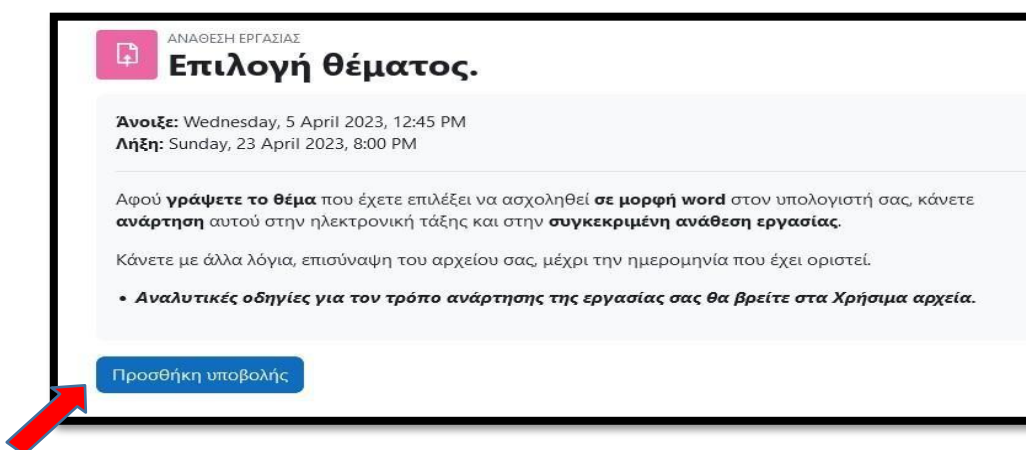 ΑΝΑΘΕΣΗ ΕΡΓΑΣΙΑΣ
Επιλογή θέματος.
Άνοιξε: Wednesday, 5 April 2023, 12:45 PM
Λήξη: Sunday, 23 April 2023, 8:00 PM
Αφού γράψετε το θέμα που έχετε επιλέξει να ασχοληθεί σε μορφή word στον υπολογιστή σας, κάνετε
ανάρτηση αυτού στην ηλεκτρονική τάξης και στην συγκεκριμένη ανάθεση εργασίας.
Κάνετε με άλλα λόγια, επισύναψη του αρχείου σας, μέχρι την ημερομηνία που έχει οριστεί.
• Αναλυτικές οδηγίες για τον τρόπο ανάρτησης της εργασίας σας θα βρείτε στα Χρήσιμα αρχεία.
Προσθήκη υποβολής